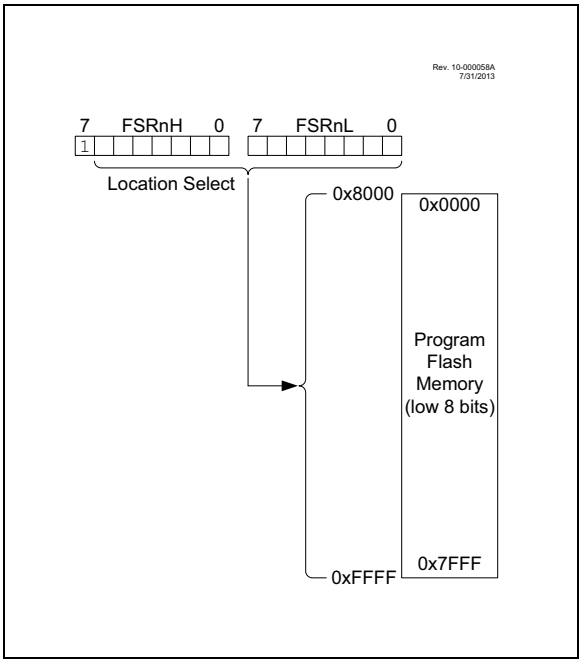 Rev. 10-000058A
7/31/2013
7 FSRnH 0 7 FSRnL 0
1
Location Select
0x8000 0x0000
Program
Flash
Memory
(low 8 bits)
0x7FFF
0xFFFF